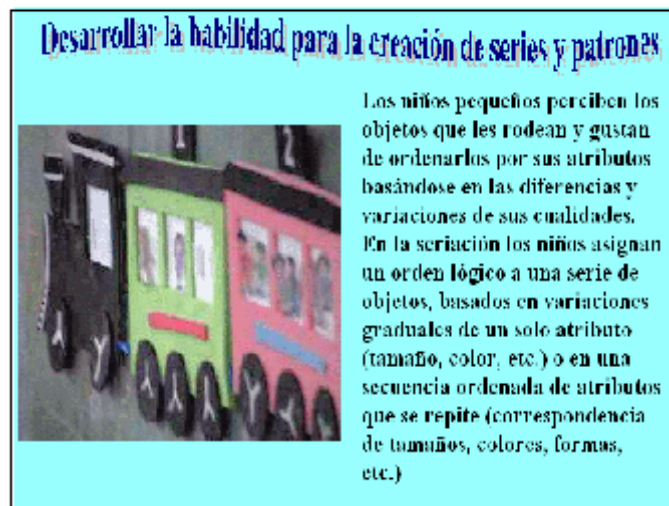 Desarrollar la habilidad para la creación de series y patrones
Los niños pequeños perciben los
objetos que les rodean y gustan
de ordenarlos por sus atributos
basándose en las diferencias y
variaciones de sus cualidades.
En la seriación los niños asignan
un orden lógico a una serie de
objetos, basados en variaciones
graduales de un solo atributo
(tamaño, color, etc.) o en una
secuencia ordenada de atributos
que se repite (correspondencia
de tamaños, colores, formas,
etc.)
1
2